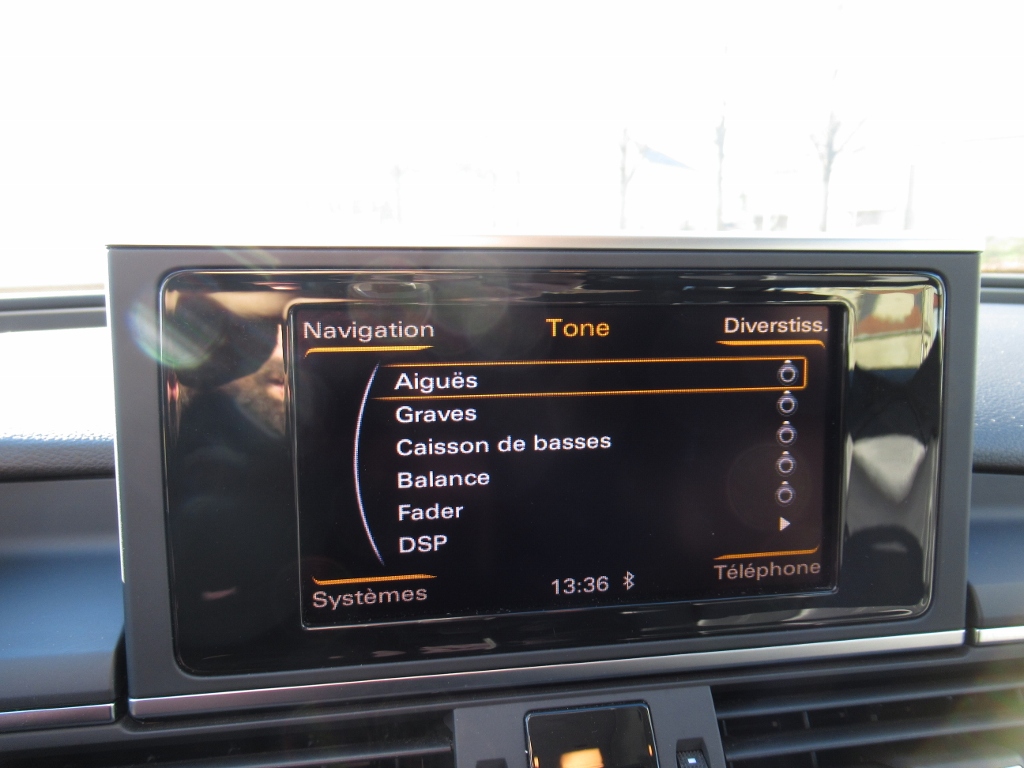 Navigation Tone Diverstiss.
Aiguës
Graves
Caisson de basses
Balance
Fader
DSP
Systèmes 13:36 Téléphone